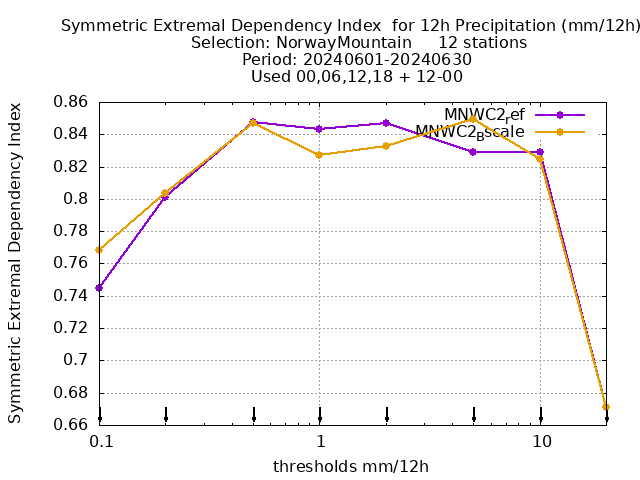 Symmetric Extremal Dependency Index  for 12h Precipitation (mm/12h)
Selection: NorwayMountain     12 stations
Period: 20240601-20240630
Used 00,06,12,18 + 12-00
MNWC2_ref
MNWC2_Bscale
Symmetric Extremal Dependency Index
0.86
0.84
0.82
0.8
0.78
0.76
0.74
0.72
0.7
0.68
0.66
0.1
1
10
thresholds mm/12h